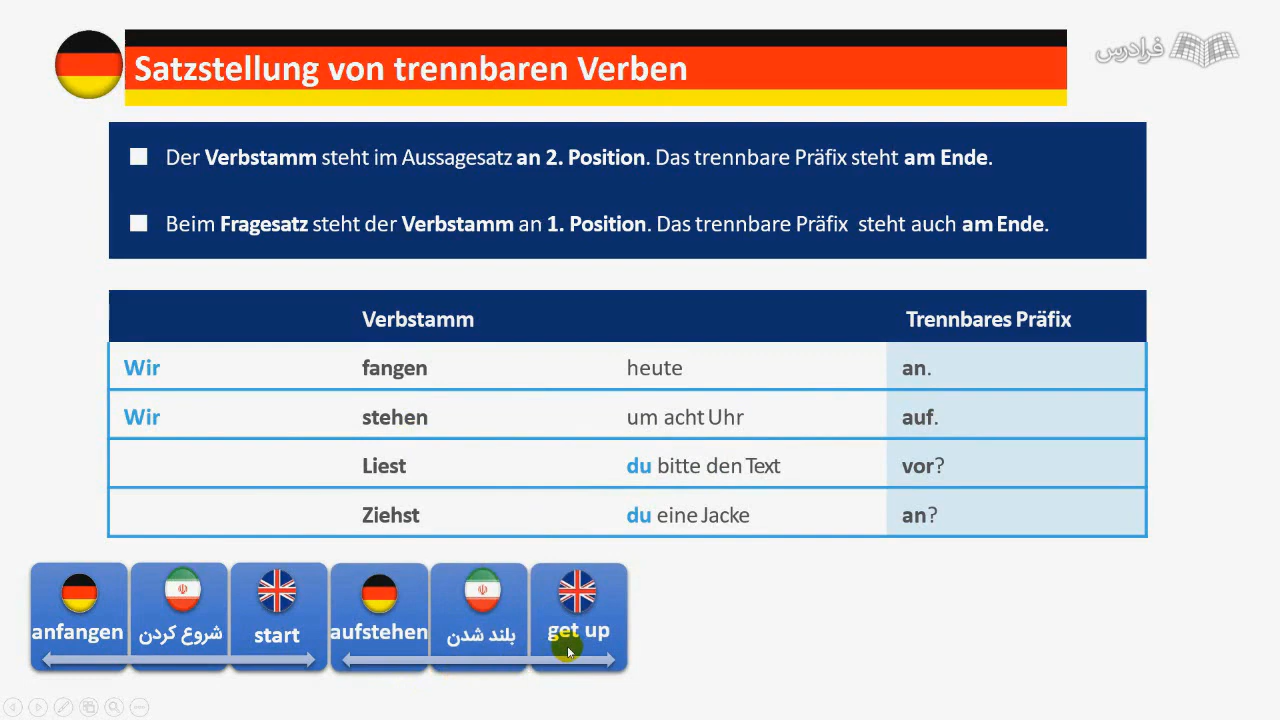 Satzstellung von trennbaren Verben
فرادرس
Der Verbstamm steht im Aussagesatz an 2. Position. Das trennbare Präfix steht am Ende.
Beim Fragesatz steht der Verbstamm an 1. Position. Das trennbare Präfix steht auch am Ende.
Verbstamm Trennbares Präfix
Wir fangen heute an.
Wir stehen um acht Uhr auf.
Liest du bitte den Text vor?
Ziehst du eine Jacke an?
anfangen شروع کردن start aufstehen بلند شدن get up